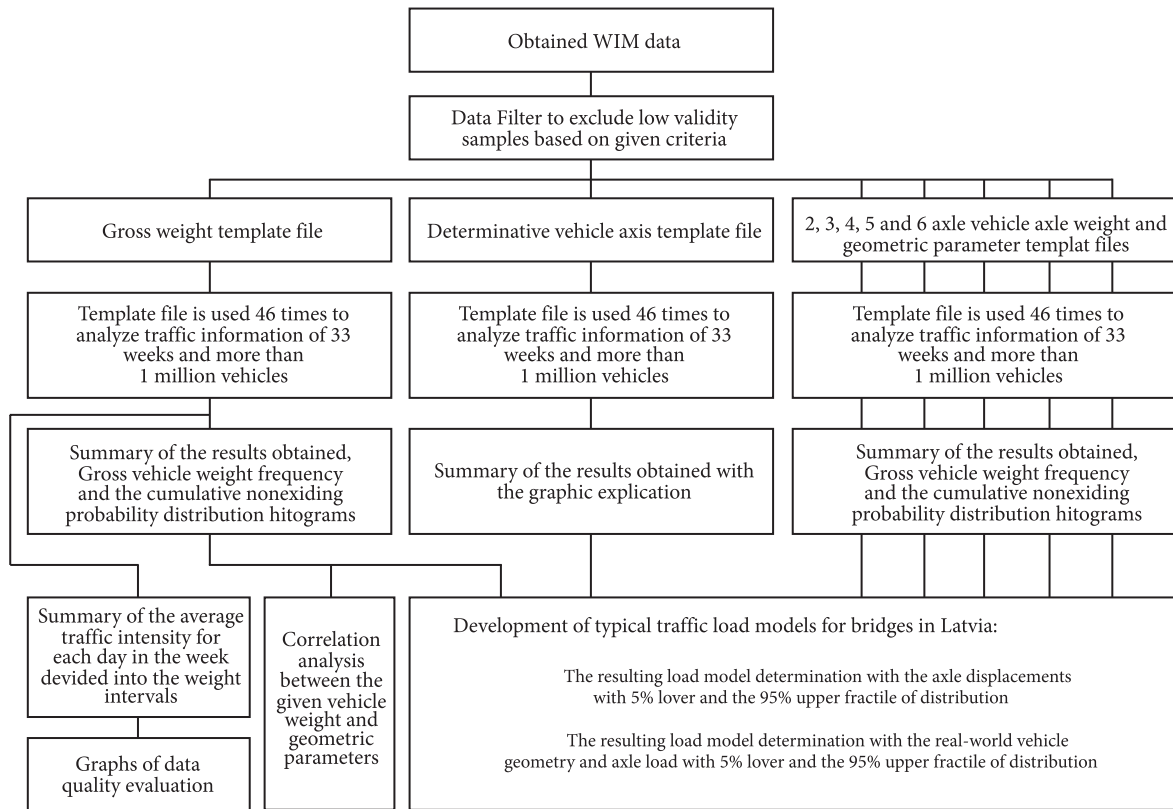 Obtained WIM data
Data Filter to exclude low validity
samples based on given criteria
Gross weight template file
Determinative vehicle axis template file
2, 3, 4, 5 and 6 axle vehicle axle weight and
geometric parameter templat files
Template file is used 46 times to
analyze traffic information of 33
weeks and more than
1 million vehicles
Template file is used 46 times to
analyze traffic information of 33
weeks and more than
1 million vehicles
Template file is used 46 times to
analyze traffic information of 33
weeks and more than
1 million vehicles
Summary of the results obtained,
Gross vehicle weight frequency
and the cumulative nonexiding
probability distribution hitograms
Summary of the results obtained with
the graphic explication
Summary of the results obtained,
Gross vehicle weight frequency
and the cumulative nonexiding
probability distribution hitograms
Summary of the average
traffic intensity for
each day in the week
devided into the weight
intervals
Graphs of data
quality evaluation
Correlation
analysis
between the
given vehicle
weight and
geometric
parameters
Development of typical traffic load models for bridges in Latvia:
The resulting load model determination with the axle displacements
with 5% lover and the 95% upper fractile of distribution
The resulting load model determination with the real-world vehicle
geometry and axle load with 5% lover and the 95% upper fractile of distribution